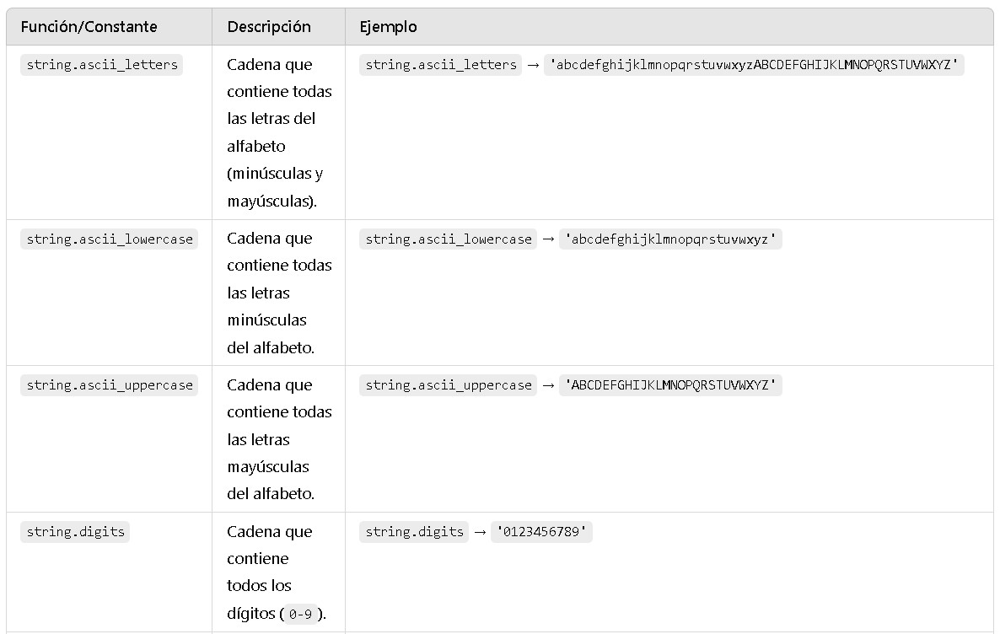 Función/Constante Descripción Ejemplo
string.ascii_letters Cadena que string.ascii_letters → 'abcdefghijklmnopqrstuvwxyzABCDEFGHIJKLMNOPQRSTUVWXYZ'
contiene todas
las letras del
alfabeto
(minúsculas y
mayúsculas).
string.ascii_lowercase Cadena que string.ascii_lowercase → 'abcdefghijklmnopqrstuvwxyz'
contiene todas
las letras
minúsculas
del alfabeto.
string.ascii_uppercase Cadena que string.ascii_uppercase → 'ABCDEFGHIJKLMNOPQRSTUVWXYZ'
contiene todas
las letras
mayúsculas
del alfabeto.
string.digits Cadena que string.digits → '0123456789'
contiene
todos los
dígitos ( 0-9 ).